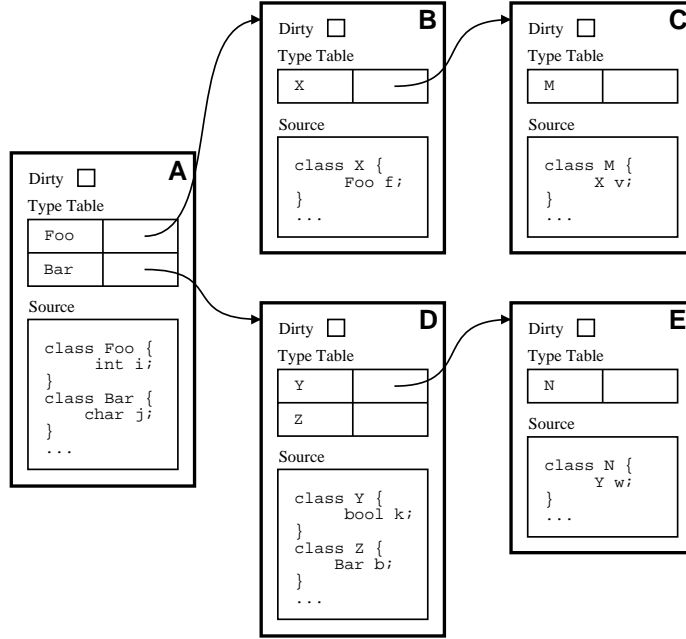 A
Dirty
Type Table
Foo
Bar
Source
class Foo {
int i;
}
class Bar {
char j;
}
...
B
Dirty
Type Table
X
Source
class X {
Foo f;
}
...
C
Dirty
Type Table
M
Source
class M {
X v;
}
...
D
Dirty
Type Table
Y
Z
Source
class Y {
bool k;
}
class Z {
Bar b;
}
...
E
Dirty
Type Table
N
Source
class N {
Y w;
}
...